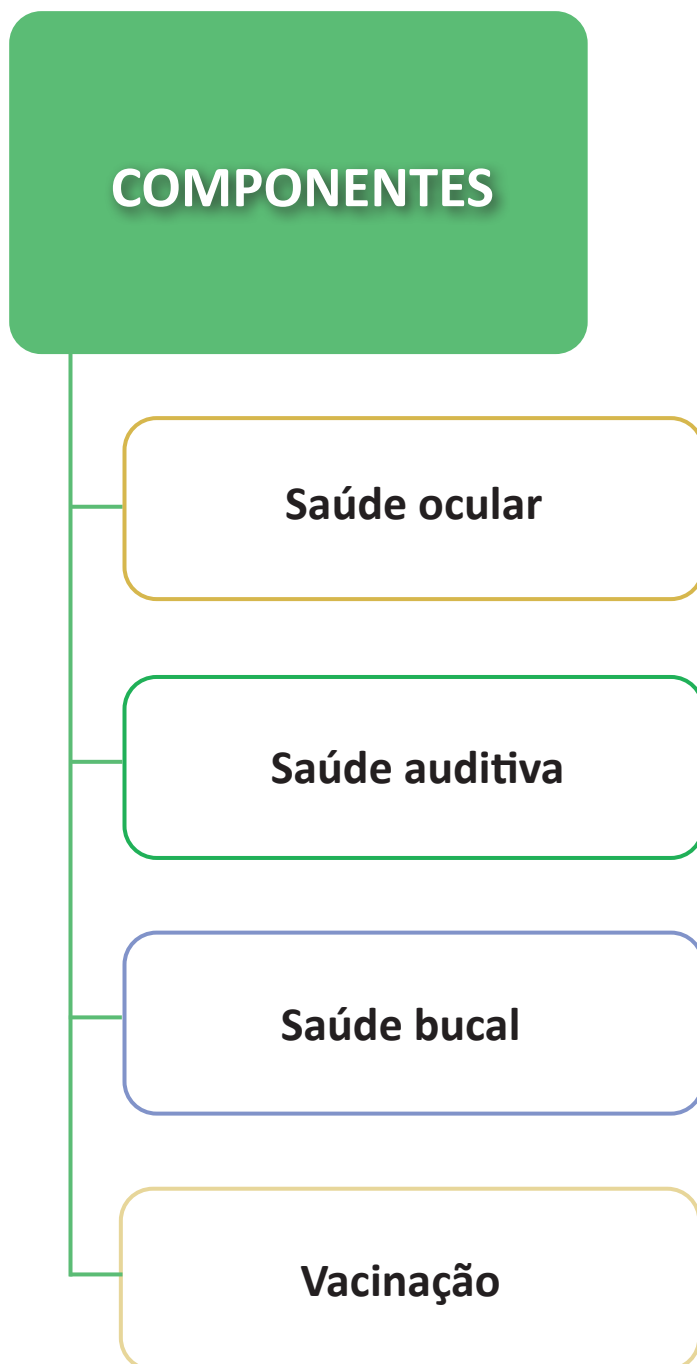 COMPONENTES
Saúde ocular
Saúde auditiva
Saúde bucal
Vacinação